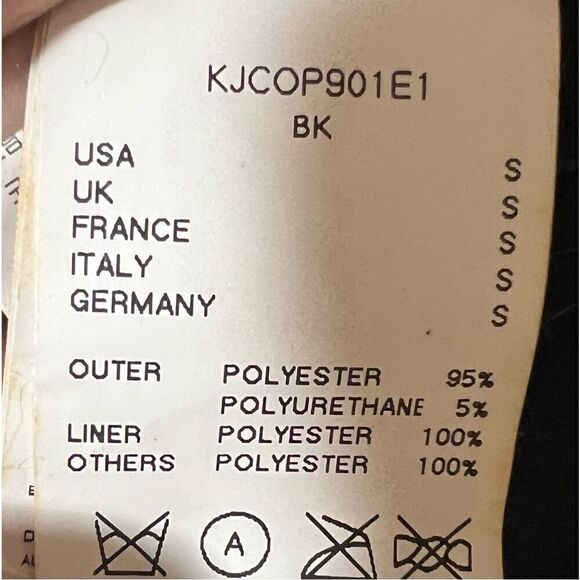 KJCOP901E1
BK
USA S
UK S
FRANCE S
ITALY S
GERMANY S
OUTER POLYESTER 95%
POLYURETHANE 5%
LINER POLYESTER 100%
OTHERS POLYESTER 100%
A